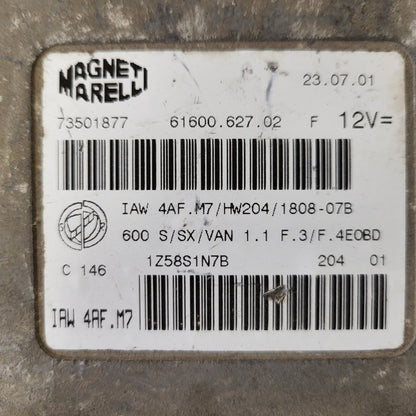 MAGNETI
MARELLI
23.07.01
73501877 61600.627.02 F 12V=
IAW 4AF.M7/HW204/1808-07B
600 S/SX/VAN 1.1 F.3/F.4EOBD
C 146 1Z58S1N7B 204 01
IAW 4AF.M7